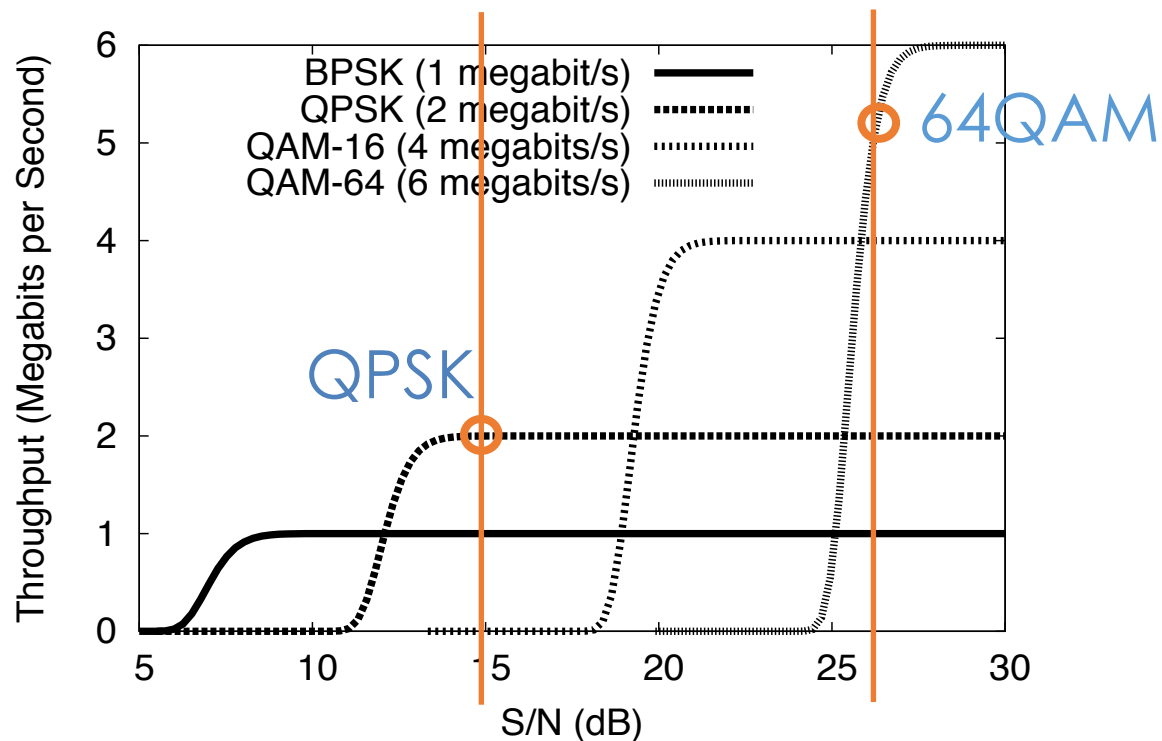 Throughput (Megabits per Second)
6
5
4
3
2
1
0
BPSK (1 megabit/s)
QPSK (2 megabit/s)
QAM-16 (4 megabits/s)
QAM-64 (6 megabits/s)
64QAM
QPSK
5 10 15 20 25 30
S/N (dB)